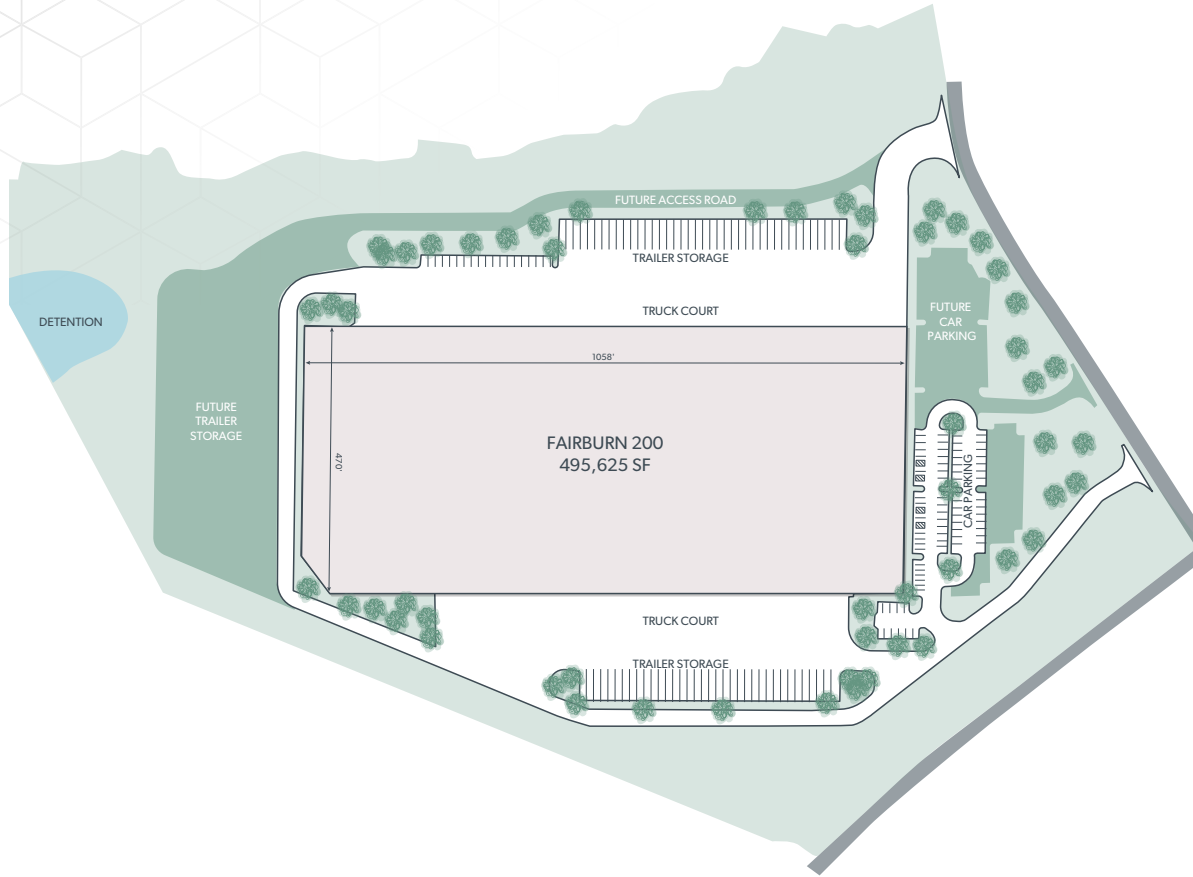 FUTURE ACCESS ROAD
TRAILER STORAGE
TRUCK COURT
FUTURE
CAR
PARKING
DETENTION
1058'
FUTURE
TRAILER
STORAGE
FAIRBURN 200
495,625 SF
470'
CAR PARKING
TRUCK COURT
TRAILER STORAGE